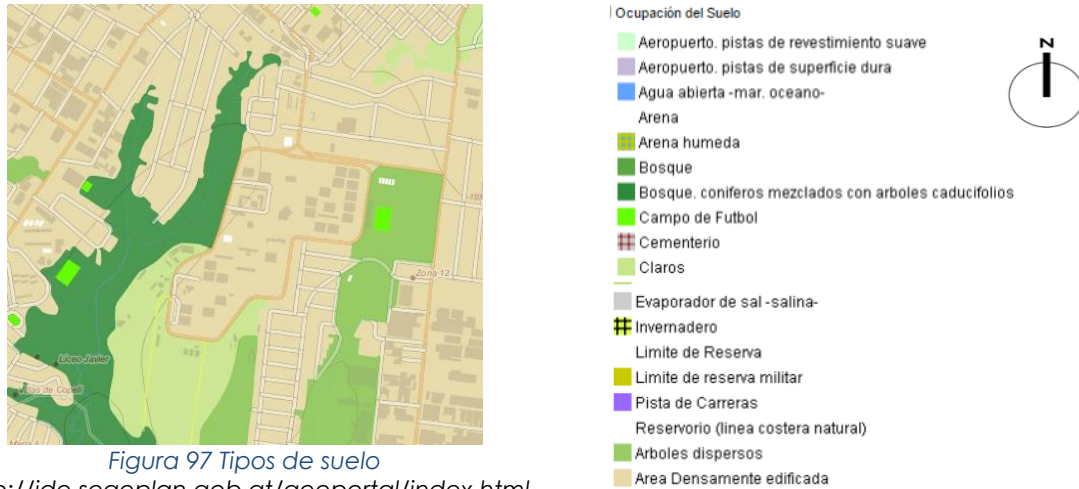 Zona 12
Liceo Javier
Figura 97 Tipos de suelo
Ocupación del Suelo
Aeropuerto. pistas de revestimiento suave
Aeropuerto. pistas de superficie dura
Agua abierta -mar. oceano-
Arena
Arena humeda
Bosque
Bosque. coniferos mezclados con arboles caducifolios
Campo de Futbol
Cementerio
Claros
Evaporador de sal -salina-
Invernadero
Limite de Reserva
Limite de reserva militar
Pista de Carreras
Reservorio (linea costera natural)
Arboles dispersos
Area Densamente edificada
N